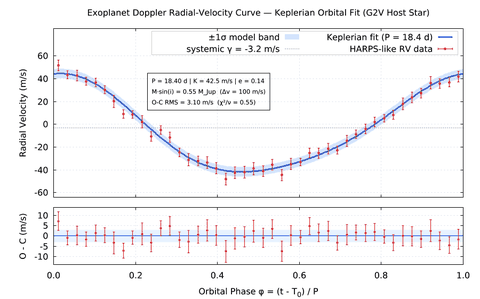 Exoplanet Doppler Radial-Velocity Curve — Keplerian Orbital Fit (G2V Host Star)
±1σ model band
Keplerian fit (P = 18.4 d)
systemic γ = -3.2 m/s
HARPS-like RV data
P = 18.40 d | K = 42.5 m/s | e = 0.14
M·sin(i) = 0.55 M_Jup (Δv = 100 m/s)
O-C RMS = 3.10 m/s (χ²/ν = 0.55)
Radial Velocity (m/s)
80
60
40
20
0
-20
-40
-60
O - C (m/s)
10
5
0
-5
-10
0.0
0.2
0.4
0.6
0.8
1.0
Orbital Phase φ = (t - T0) / P